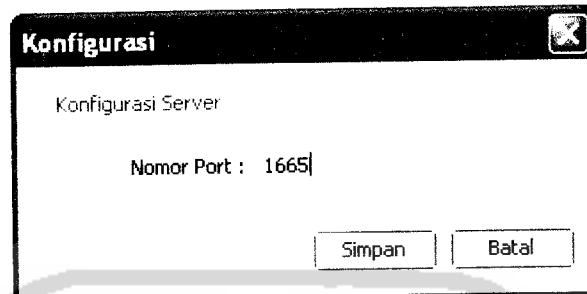 Konfigurasi
Konfigurasi Server
Nomor Port : 1665
Simpan Batal